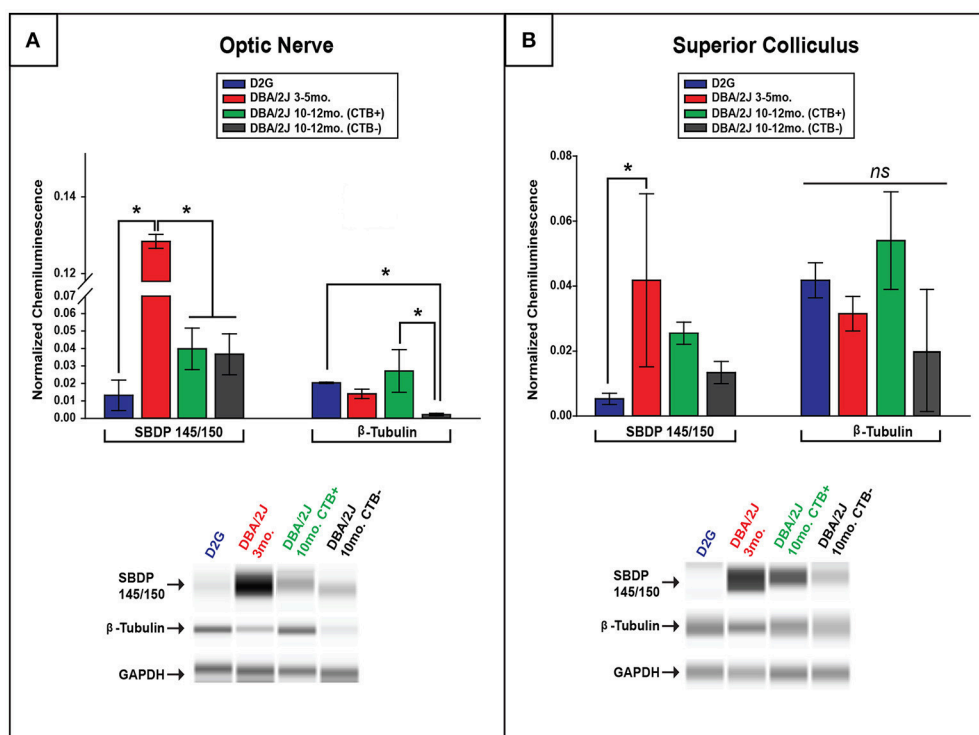 A
Optic Nerve
D2G
DBA/2J 3-5mo.
DBA/2J 10-12mo. (CTB+)
DBA/2J 10-12mo. (CTB-)
Normalized Chemiluminescence
0.14
0.12
0.07
0.06
0.05
0.04
0.03
0.02
0.01
0.00
*
*
*
*
SBDP 145/150
β-Tubulin
D2G
DBA/2J
3mo.
DBA/2J
10mo. CTB+
DBA/2J
10mo. CTB-
SBDP
145/150
β-Tubulin
GAPDH
B
Superior Colliculus
D2G
DBA/2J 3-5mo.
DBA/2J 10-12mo. (CTB+)
DBA/2J 10-12mo. (CTB-)
Normalized Chemiluminescence
0.08
0.06
0.04
0.02
0.00
*
ns
SBDP 145/150
β-Tubulin
D2G
DBA/2J
3mo.
DBA/2J
10mo. CTB+
DBA/2J
10mo. CTB-
SBDP
145/150
β-Tubulin
GAPDH